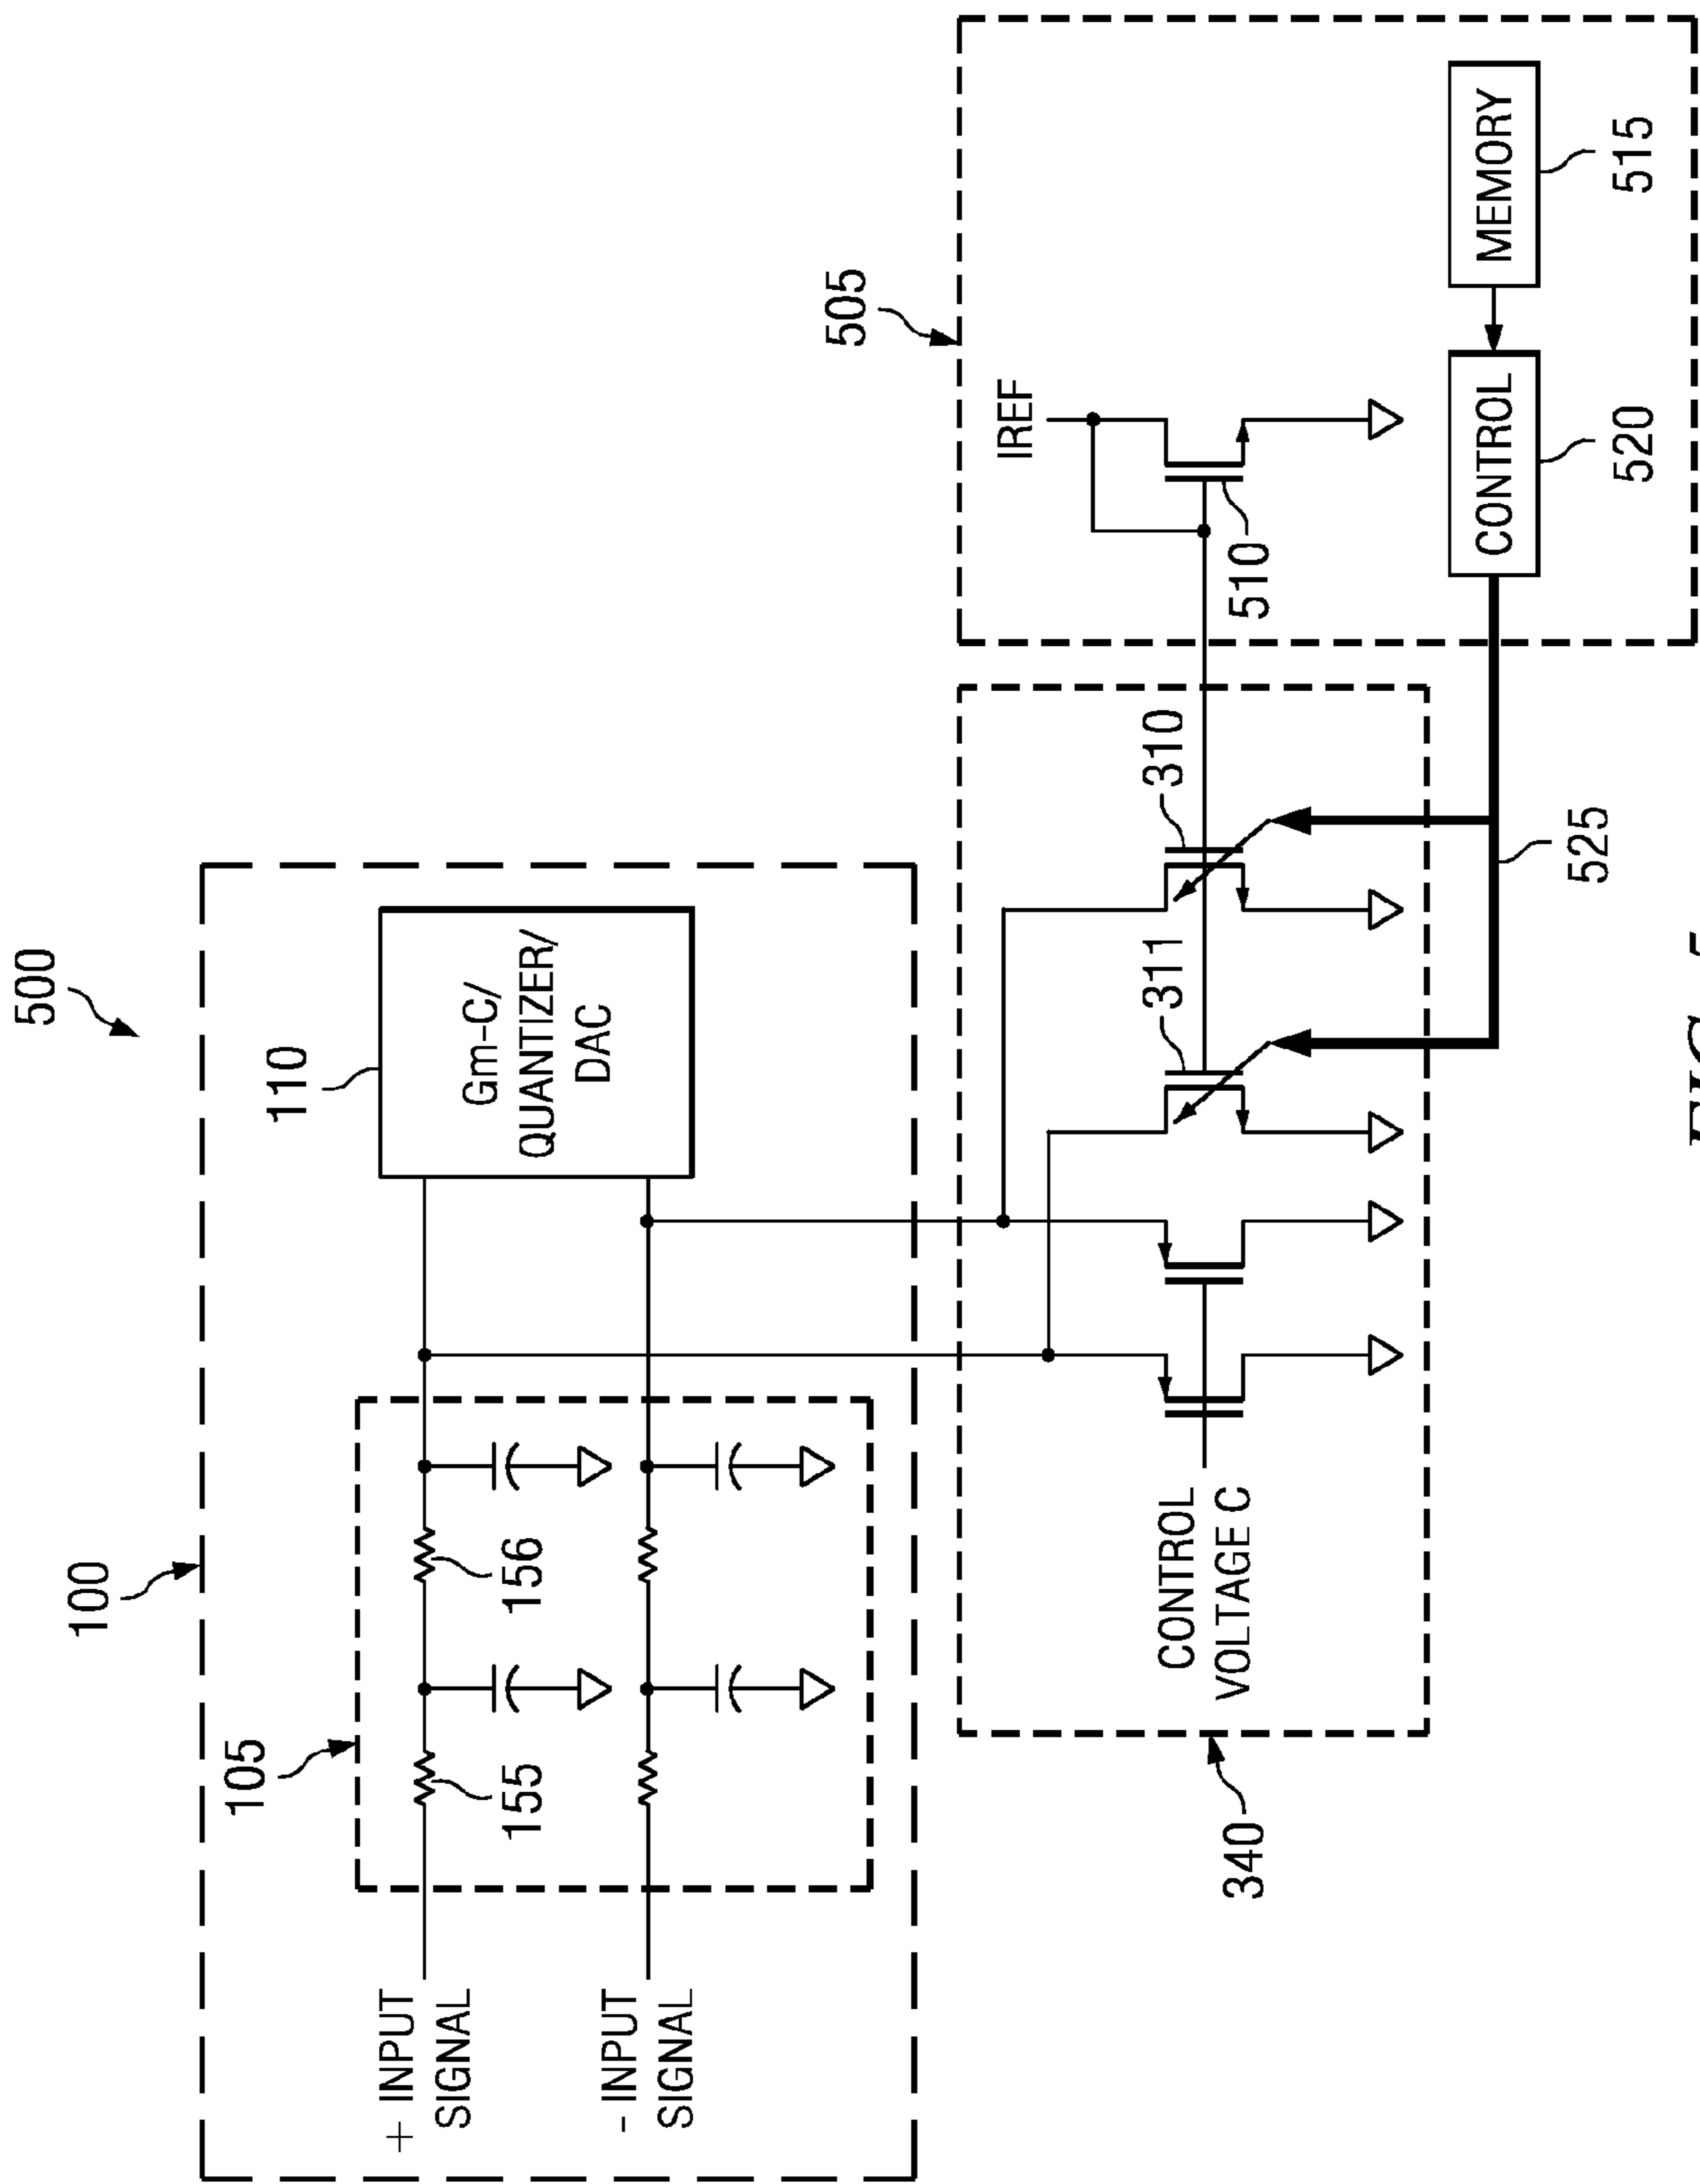 500
100
105
110
+ INPUT
SIGNAL
155
156
Gm-C/
QUANTIZER/
DAC
- INPUT
SIGNAL
505
340
CONTROL
VOLTAGE C
311
310
IREF
510
CONTROL
MEMORY
525
520
515